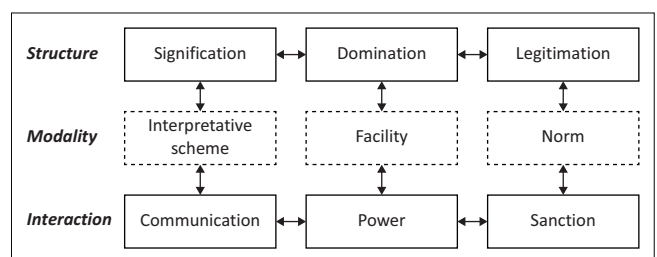 Structure
Signification
Domination
Legitimation
Modality
Interpretative
scheme
Facility
Norm
Interaction
Communication
Power
Sanction